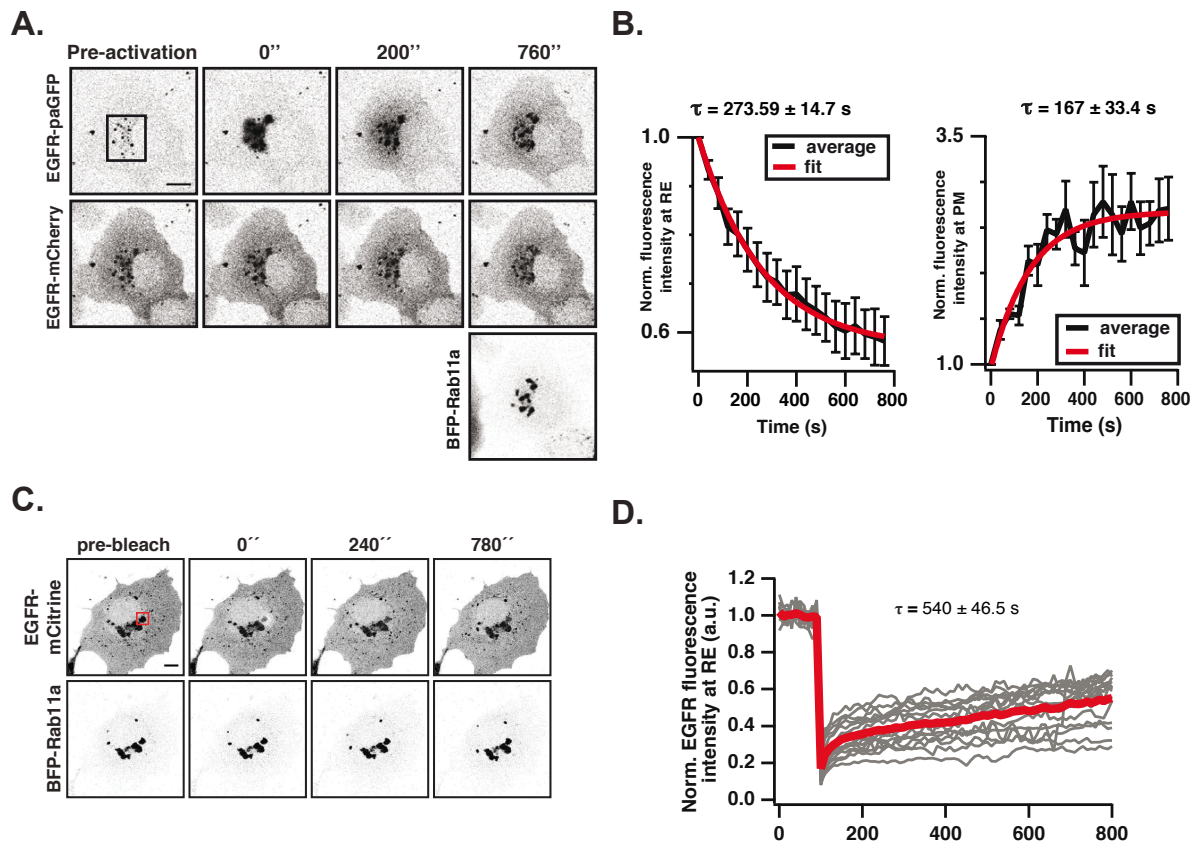 A.
Pre-activation 0’’ 200’’ 760’’
EGFR-paGFP
EGFR-mCherry
BFP-Rab11a
B.
τ = 273.59 ± 14.7 s
Norm. fluorescence
intensity at RE
1.0
0.6
average
fit
0 200 400 600 800
Time (s)
τ = 167 ± 33.4 s
Norm. fluorescence
intensity at PM
3.5
1.0
average
fit
0 200 400 600 800
Time (s)
C.
pre-bleach 0´´ 240´´ 780´´
EGFR-
mCitrine
BFP-Rab11a
D.
Norm. EGFR fluorescence
intensity at RE (a.u.)
1.2
1.0
0.8
0.6
0.4
0.2
0.0
τ = 540 ± 46.5 s
0 200 400 600 800